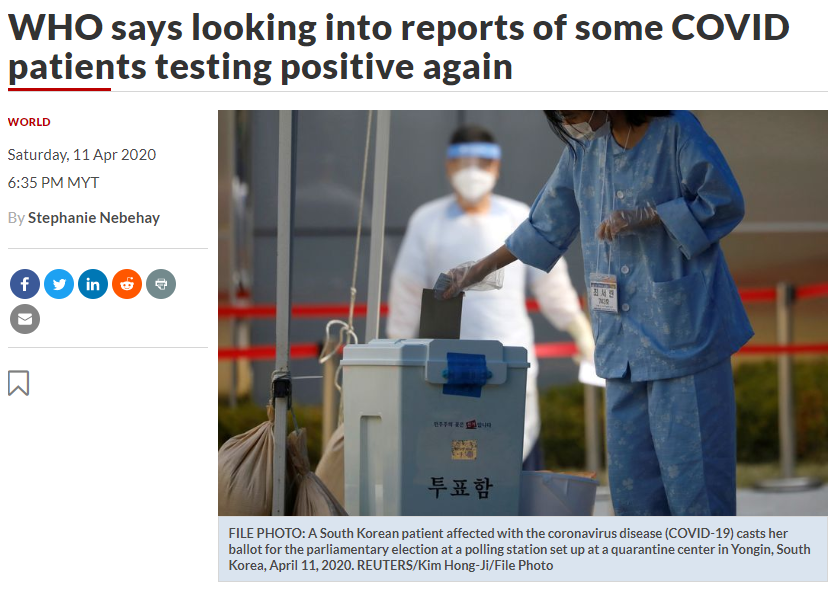 WHO says looking into reports of some COVID
patients testing positive again
WORLD
Saturday, 11 Apr 2020
6:35 PM MYT
By Stephanie Nebehay
투표함
FILE PHOTO: A South Korean patient affected with the coronavirus disease (COVID-19) casts her
ballot for the parliamentary election at a polling station set up at a quarantine center in Yongin, South
Korea, April 11, 2020. REUTERS/Kim Hong-Ji/File Photo